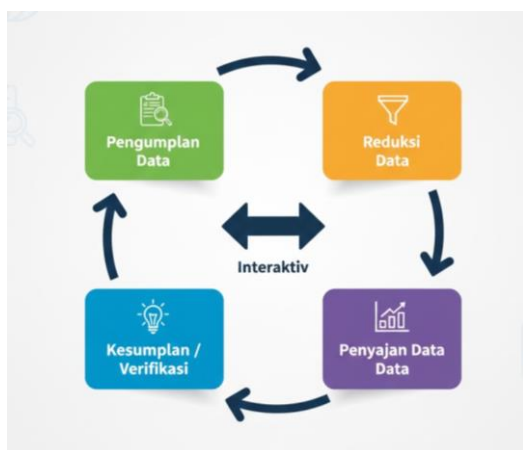 Pengumplan
Data
Reduksi
Data
Interaktiv
Kesumplan /
Verifikasi
Penyajan Data
Data